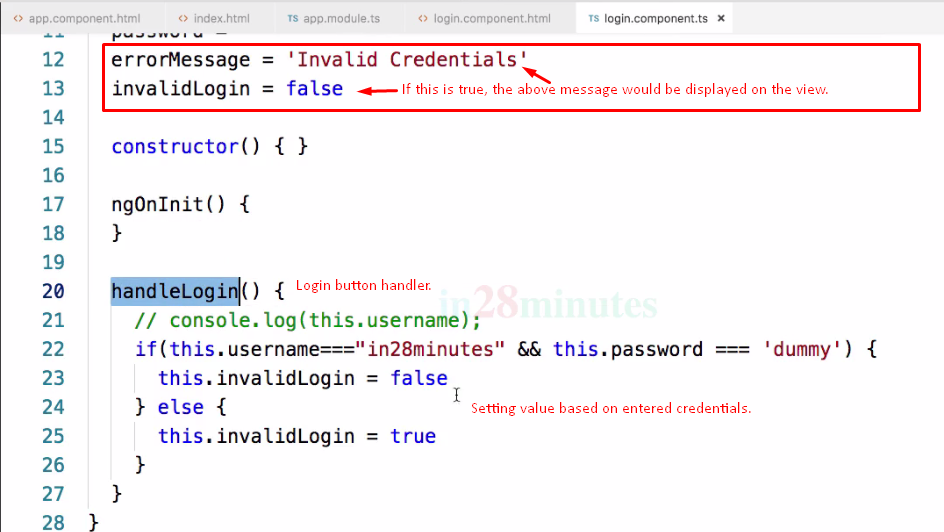 app.component.html index.html TS app.module.ts login.component.html TS login.component.ts ×
11 password =
12 errorMessage = 'Invalid Credentials'
13 invalidLogin = false If this is true, the above message would be displayed on the view.
14
15 constructor() { }
16
17 ngOnInit() {
18 }
19
20 handleLogin() { Login button handler.
in28minutes
21 // console.log(this.username);
22 if(this.username==="in28minutes" && this.password === 'dummy') {
23 this.invalidLogin = false
24 } else { Setting value based on entered credentials.
25 this.invalidLogin = true
26 }
27 }
28 }